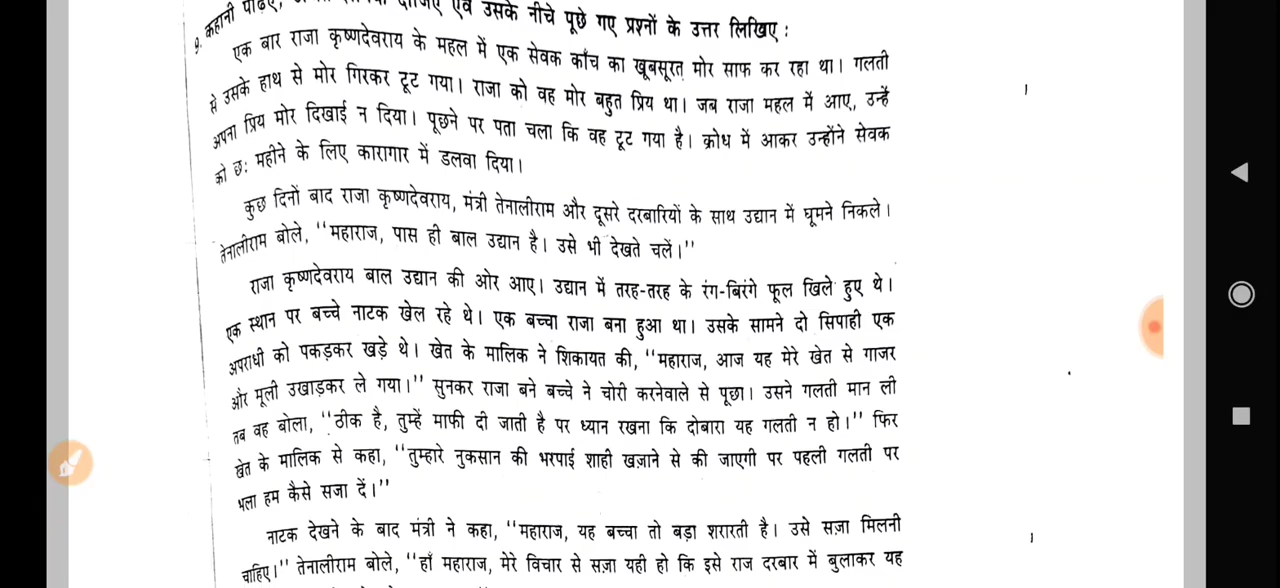 9. कहानी पढ़िए, एवं उसके नीचे पूछे गए प्रश्नों के उत्तर लिखिए :
एक बार राजा कृष्णदेवराय के महल में एक सेवक काँच का खूबसूरत मोर साफ कर रहा था। गलती
से उसके हाथ से मोर गिरकर टूट गया। राजा को वह मोर बहुत प्रिय था। जब राजा महल में आए, उन्हें
अपना प्रिय मोर दिखाई न दिया। पूछने पर पता चला कि वह टूट गया है। क्रोध में आकर उन्होंने सेवक
को छः महीने के लिए कारागार में डलवा दिया।
कुछ दिनों बाद राजा कृष्णदेवराय, मंत्री तेनालीराम और दूसरे दरबारियों के साथ उद्यान में घूमने निकले।
तेनालीराम बोले, ''महाराज, पास ही बाल उद्यान है। उसे भी देखते चलें।''
राजा कृष्णदेवराय बाल उद्यान की ओर आए। उद्यान में तरह-तरह के रंग-बिरंगे फूल खिले हुए थे।
एक स्थान पर बच्चे नाटक खेल रहे थे। एक बच्चा राजा बना हुआ था। उसके सामने दो सिपाही एक
अपराधी को पकड़कर खड़े थे। खेत के मालिक ने शिकायत की, ''महाराज, आज यह मेरे खेत से गाजर
और मूली उखाड़कर ले गया।'' सुनकर राजा बने बच्चे ने चोरी करनेवाले से पूछा। उसने गलती मान ली
तब वह बोला, ''ठीक है, तुम्हें माफी दी जाती है पर ध्यान रखना कि दोबारा यह गलती न हो।'' फिर
खेत के मालिक से कहा, ''तुम्हारे नुकसान की भरपाई शाही खज़ाने से की जाएगी पर पहली गलती पर
भला हम कैसे सजा दें।''
नाटक देखने के बाद मंत्री ने कहा, ''महाराज, यह बच्चा तो बड़ा शरारती है। उसे सज़ा मिलनी
चाहिए।'' तेनालीराम बोले, ''हाँ महाराज, मेरे विचार से सज़ा यही हो कि इसे राज दरबार में बुलाकर यह